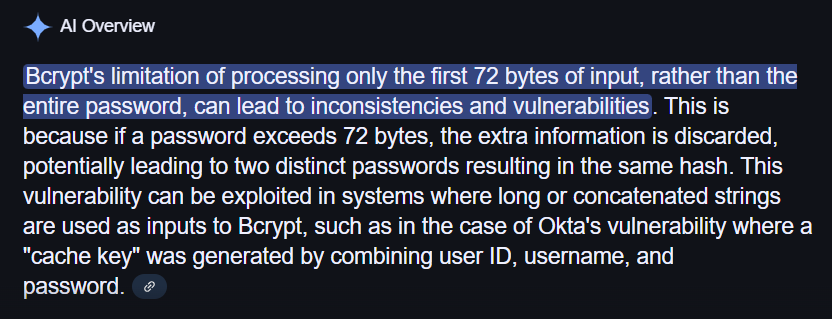 AI Overview
Bcrypt's limitation of processing only the first 72 bytes of input, rather than the
entire password, can lead to inconsistencies and vulnerabilities. This is
because if a password exceeds 72 bytes, the extra information is discarded,
potentially leading to two distinct passwords resulting in the same hash. This
vulnerability can be exploited in systems where long or concatenated strings
are used as inputs to Bcrypt, such as in the case of Okta's vulnerability where a
"cache key" was generated by combining user ID, username, and
password.